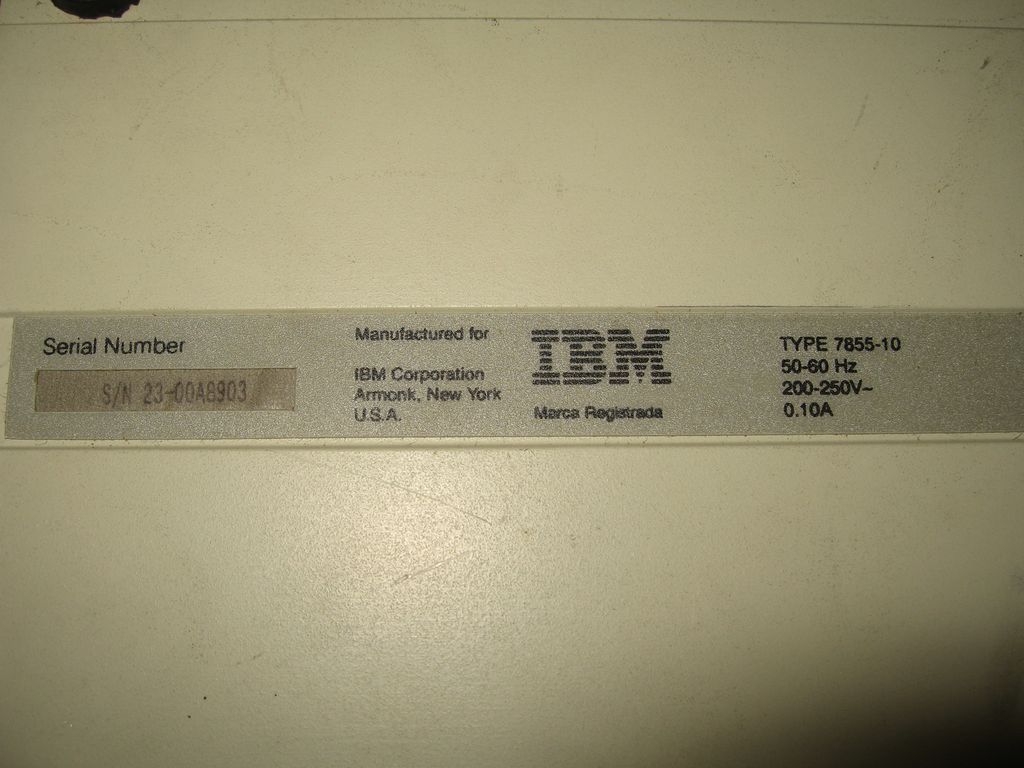 Serial Number
S/N 23-00A8903
Manufactured for
IBM Corporation
Armonk, New York
U.S.A.
IBM
Marca Registrada
TYPE 7855-10
50-60 Hz
200-250V~
0.10A